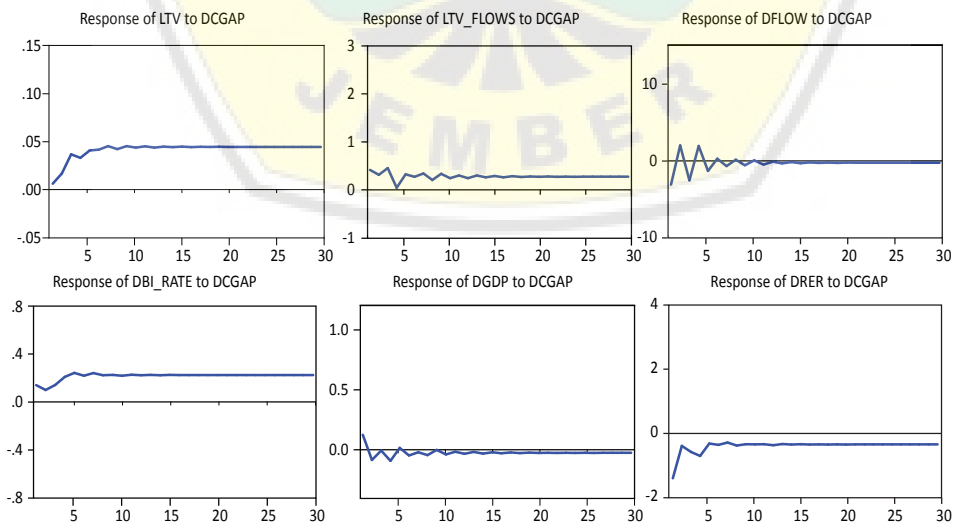 Response of LTV to DCGAP
.15
.10
.05
.00
-.05
5 10 15 20 25 30
Response of LTV_FLOWS to DCGAP
3
2
1
0
-1
5 10 15 20 25 30
Response of DFLOW to DCGAP
10
0
-10
5 10 15 20 25 30
Response of DBI_RATE to DCGAP
.8
.4
.0
-.4
-.8
5 10 15 20 25 30
Response of DGDP to DCGAP
1.0
0.5
0.0
5 10 15 20 25 30
Response of DRER to DCGAP
4
2
0
-2
5 10 15 20 25 30
JEMBER